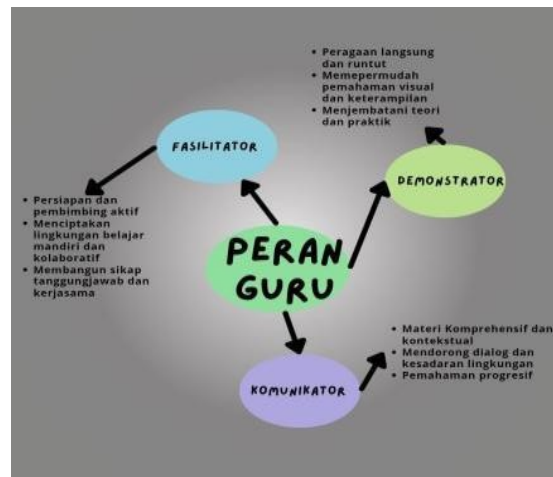 PERAN
GURU
FASILITATOR
• Persiapan dan
pembimbing aktif
• Menciptakan
lingkungan belajar
mandiri dan
kolaboratif
• Membangun sikap
tanggungjawab dan
kerjasama
• Peragaan langsung
dan runtut
• Memepermudah
pemahaman visual
dan keterampilan
• Menjembatani teori
dan praktik
DEMONSTRATOR
KOMUNIKATOR
• Materi Komprehensif dan
kontekstual
• Mendorong dialog dan
kesadaran lingkungan
• Pemahaman progresif